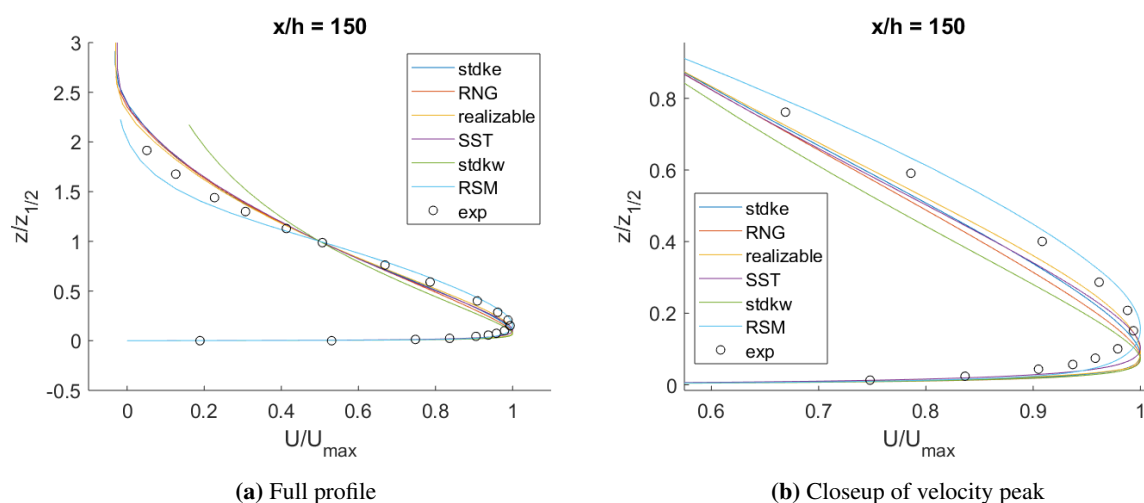 x/h = 150
3
2.5
2
1.5
1
0.5
0
-0.5
z/z1/2
0
0.2
0.4
0.6
0.8
1
U/Umax
stdke
RNG
realizable
SST
stdkw
RSM
exp
(a) Full profile
x/h = 150
0.8
0.6
0.4
0.2
0
z/z1/2
0.6
0.7
0.8
0.9
1
U/Umax
stdke
RNG
realizable
SST
stdkw
RSM
exp
(b) Closeup of velocity peak